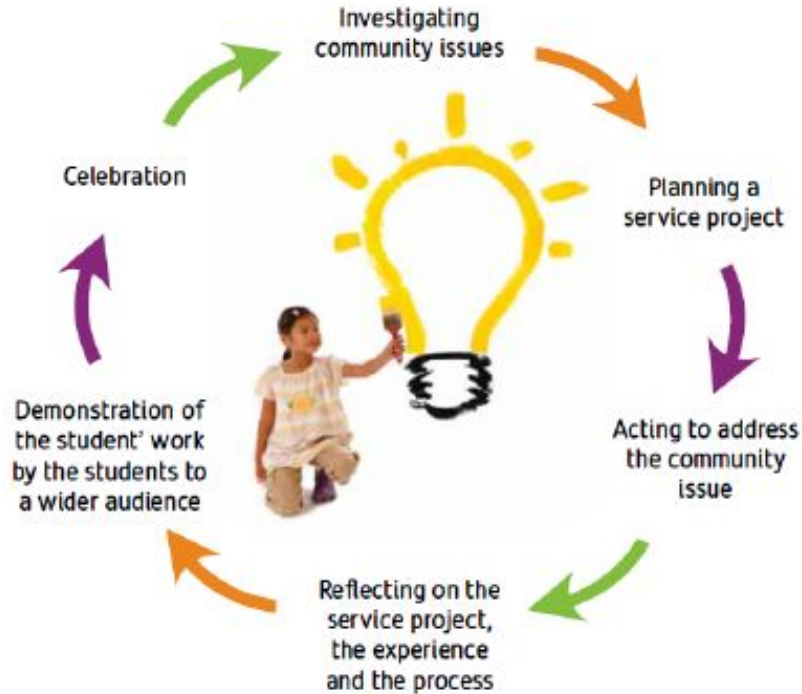 Investigating
community issues
Planning a
service project
Acting to address
the community
issue
Reflecting on the
service project,
the experience
and the process
Demonstration of
the student' work
by the students to
a wider audience
Celebration